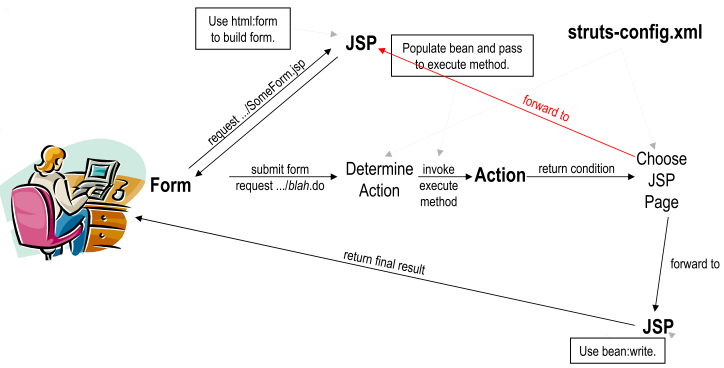 Use html:form
to build form.
JSP
struts-config.xml
Populate bean and pass
to execute method.
request .../SomeForm.jsp
forward to
Form
submit form
request .../blah.do
Determine
Action
invoke
execute
method
Action
return condition
Choose
JSP
Page
return final result
forward to
JSP
Use bean:write.